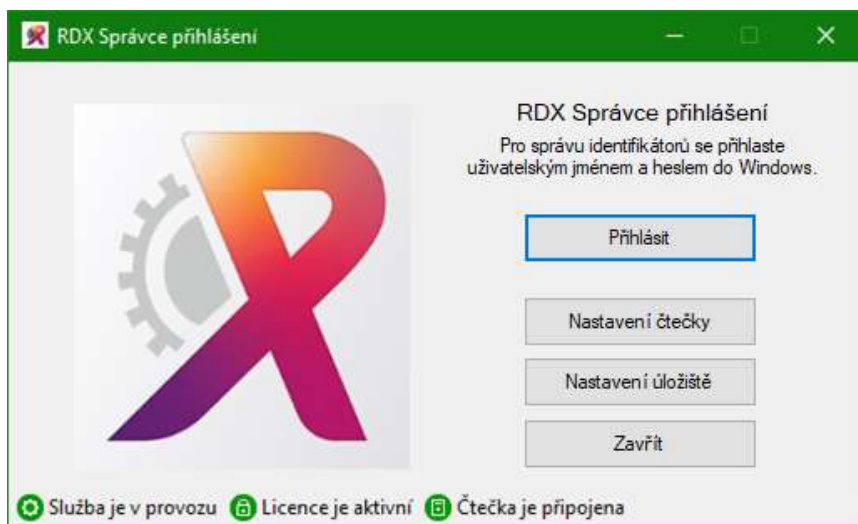 RDX Správce přihlášení
RDX Správce přihlášení
Pro správu identifikátorů se přihlaste
uživatelským jménem a heslem do Windows.
Přihlásit
Nastavení čtečky
Nastavení úložiště
Zavřít
Služba je v provozu Licence je aktivní Čtečka je připojena